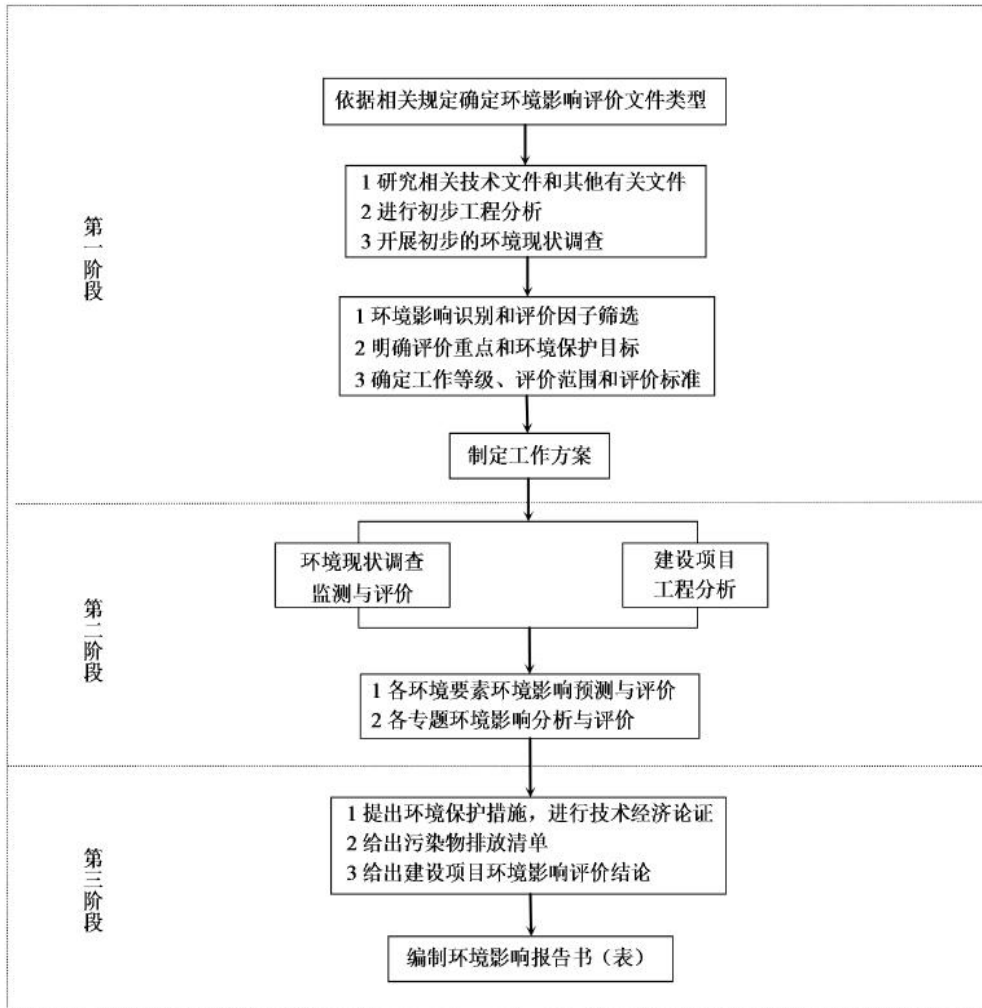 依据相关规定确定环境影响评价文件类型
1 研究相关技术文件和其他有关文件
2 进行初步工程分析
3 开展初步的环境现状调查
第一阶段
1 环境影响识别和评价因子筛选
2 明确评价重点和环境保护目标
3 确定工作等级、评价范围和评价标准
制定工作方案
环境现状调查
监测与评价
建设项目
工程分析
第二阶段
1 各环境要素环境影响预测与评价
2 各专题环境影响分析与评价
1 提出环境保护措施，进行技术经济论证
2 给出污染物排放清单
3 给出建设项目环境影响评价结论
第三阶段
编制环境影响报告书（表）